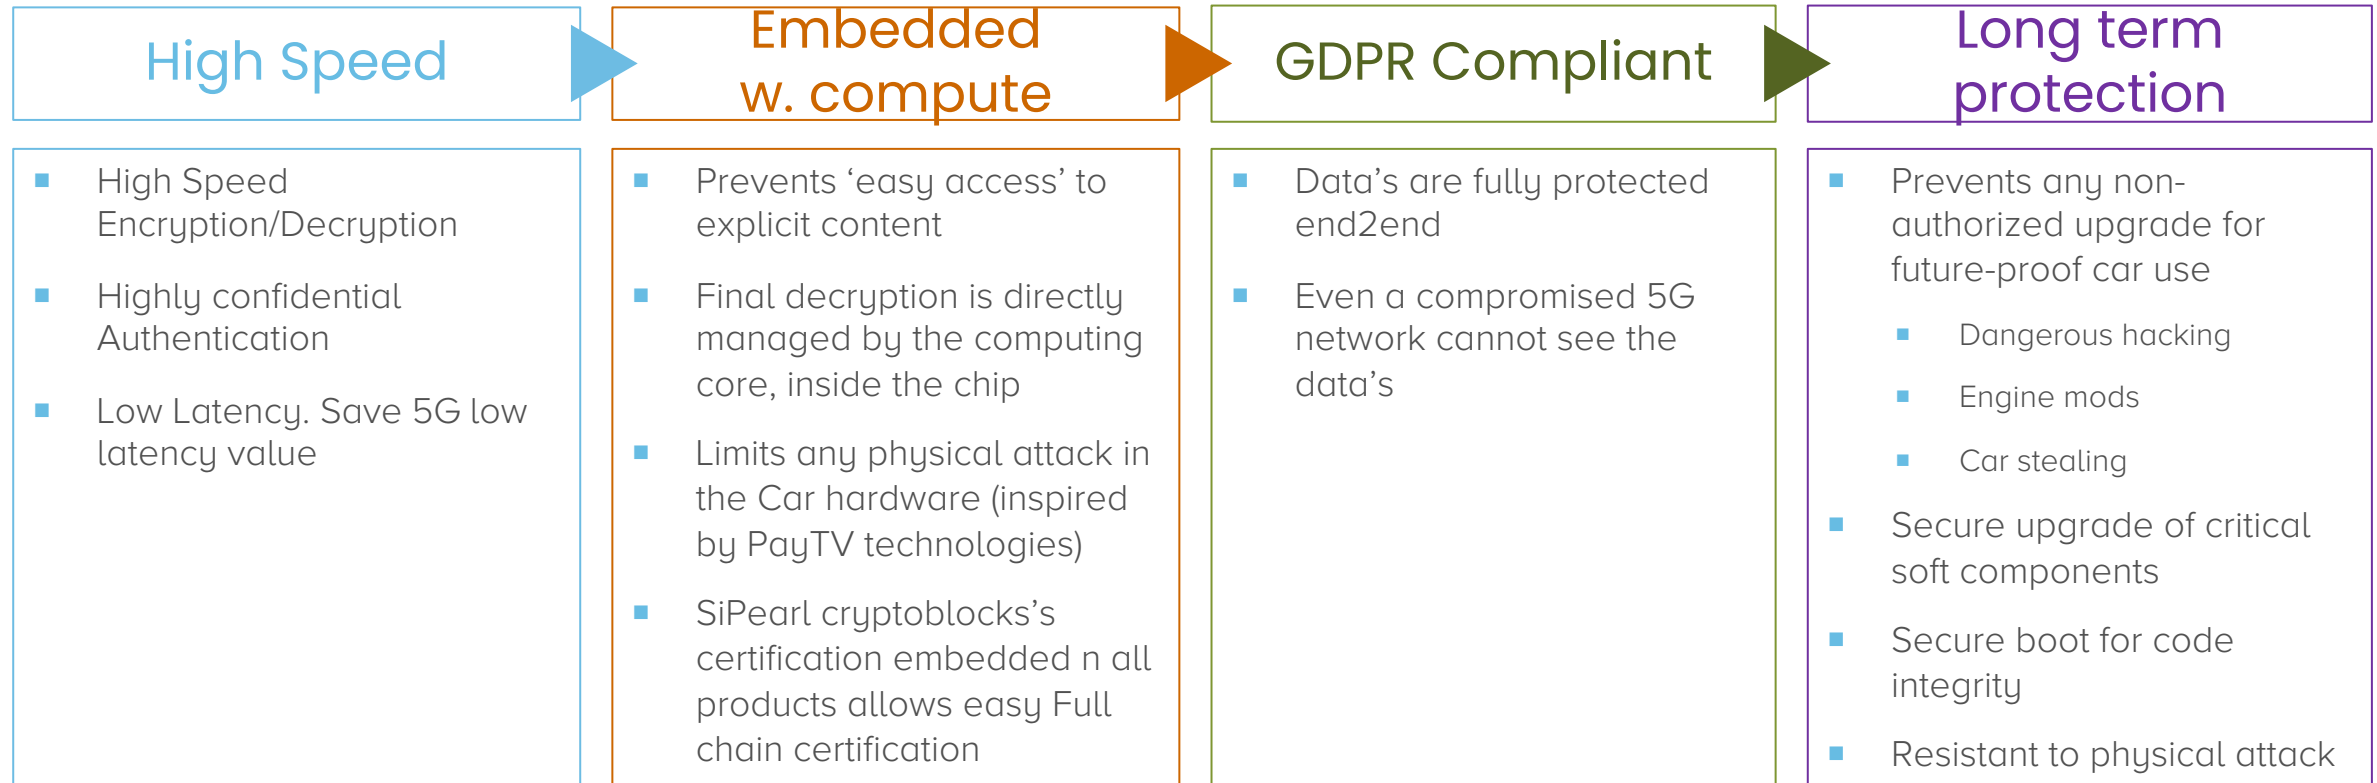 High Speed
Embedded
w. compute
GDPR Compliant
Long term
protection
High Speed
Encryption/Decryption
Highly confidential
Authentication
Low Latency. Save 5G low
latency value
Prevents ‘easy access’ to
explicit content
Final decryption is directly
managed by the computing
core, inside the chip
Limits any physical attack in
the Car hardware (inspired
by PayTV technologies)
SiPearl cryptoblocks’s
certification embedded n all
products allows easy Full
chain certification
Data’s are fully protected
end2end
Even a compromised 5G
network cannot see the
data’s
Prevents any non-
authorized upgrade for
future-proof car use
Dangerous hacking
Engine mods
Car stealing
Secure upgrade of critical
soft components
Secure boot for code
integrity
Resistant to physical attack